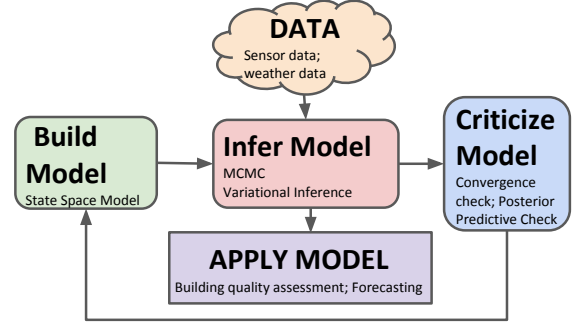 DATA
Sensor data;
weather data
Build
Model
State Space Model
Infer Model
MCMC
Variational Inference
Criticize
Model
Convergence
check; Posterior
Predictive Check
APPLY MODEL
Building quality assessment; Forecasting